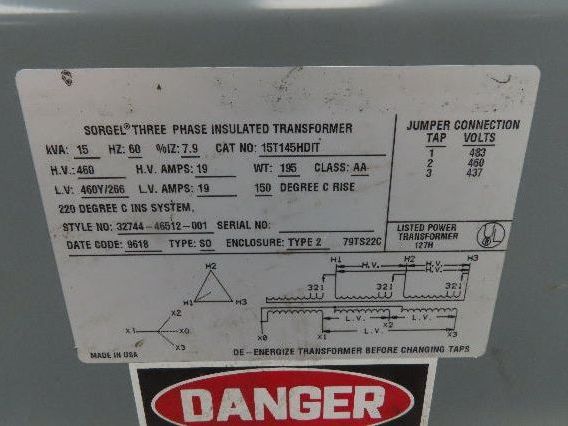 SORGEL® THREE PHASE INSULATED TRANSFORMER
KVA: 15 HZ: 60 %IZ: 7.9 CAT NO: 15T145HDIT
H.V.: 460 H.V. AMPS: 19 WT: 195 CLASS: AA
L.V: 460Y/266 L.V. AMPS: 19 150 DEGREE C RISE
220 DEGREE C INS SYSTEM.
STYLE NO: 32744-46512-001 SERIAL NO:
DATE CODE: 9618 TYPE: SO ENCLOSURE: TYPE 2 79TS22C
JUMPER CONNECTION
TAP VOLTS
1 483
2 460
3 437
LISTED POWER
TRANSFORMER
127H
UL
H2
H1 H3
X2
X1 X0
X3
H1 H2 H3
H.V. H.V.
321 321 321
L.V. L.V.
X0 X1 X2 X3
MADE IN USA
DE-ENERGIZE TRANSFORMER BEFORE CHANGING TAPS
DANGER